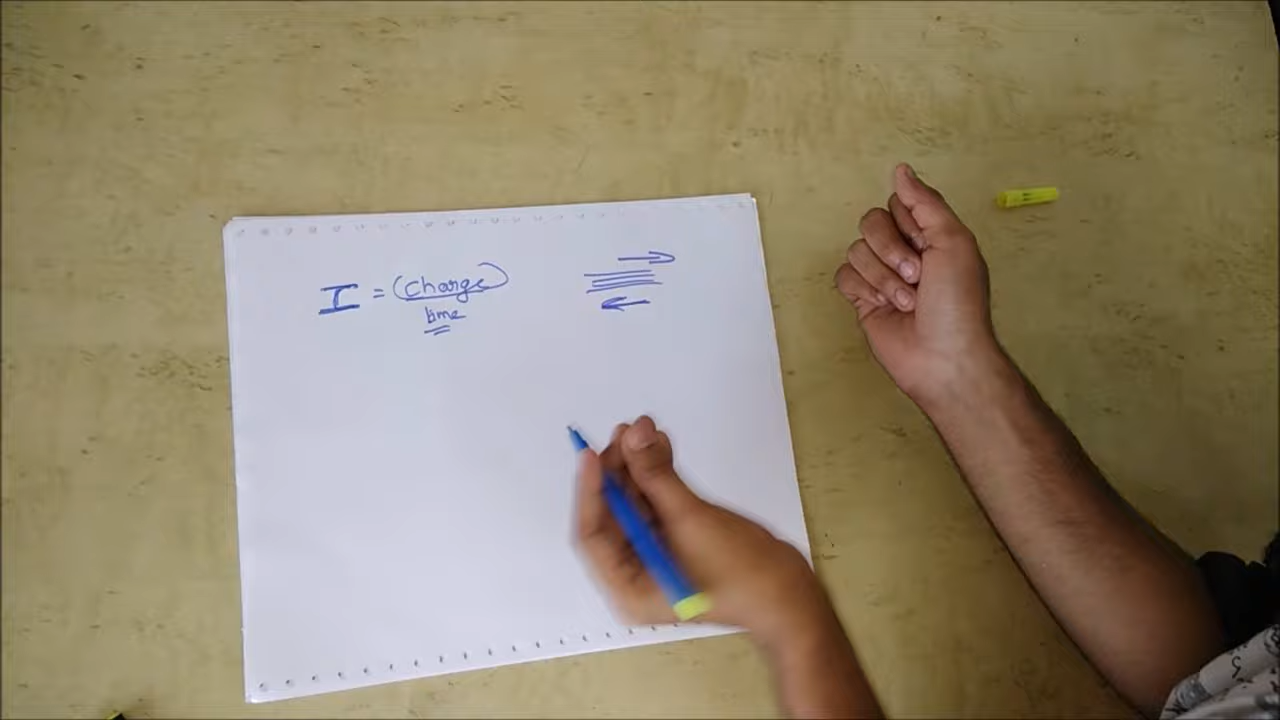 I = (charge)
time